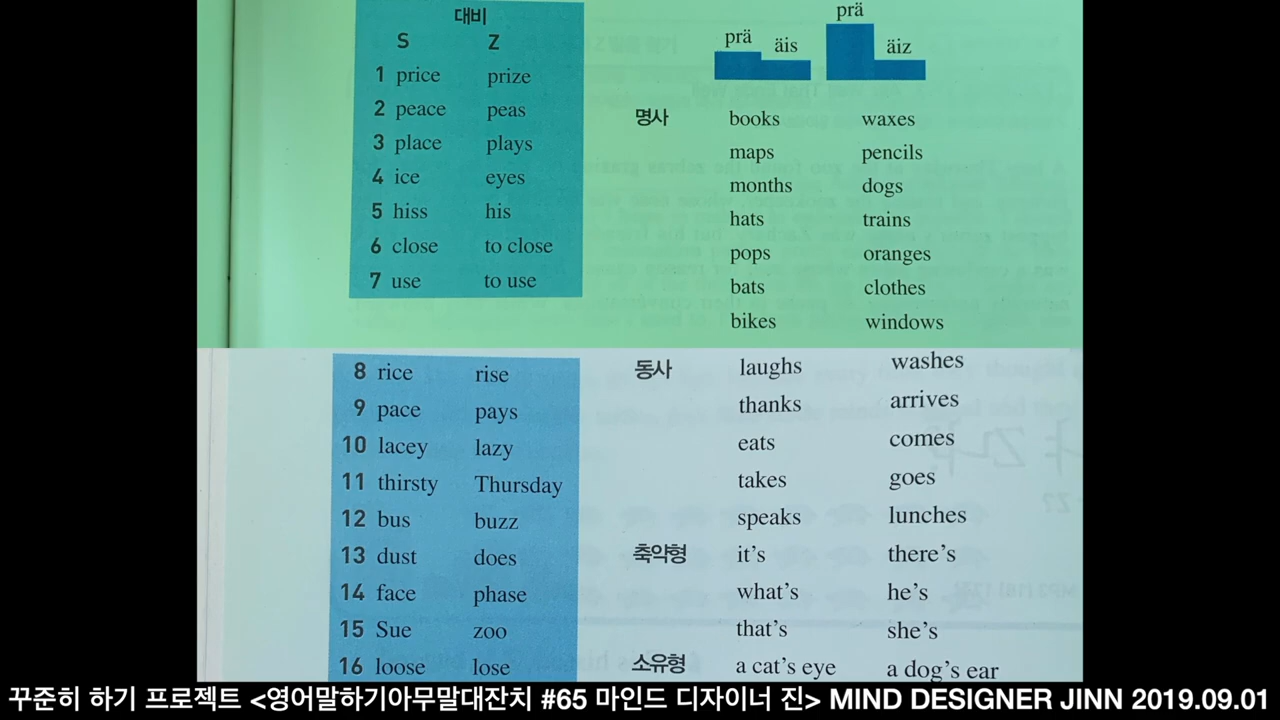 대비
S Z
1 price prize
2 peace peas
3 place plays
4 ice eyes
5 hiss his
6 close to close
7 use to use
8 rice rise
9 pace pays
10 lacey lazy
11 thirsty Thursday
12 bus buzz
13 dust does
14 face phase
15 Sue zoo
16 loose lose
prä äis prä äiz
명사 books waxes
maps pencils
months dogs
hats trains
pops oranges
bats clothes
bikes windows
동사 laughs washes
thanks arrives
eats comes
takes goes
speaks lunches
축약형 it's there's
what's he's
that's she's
소유형 a cat's eye a dog's ear
꾸준히 하기 프로젝트 <영어말하기아무말대잔치 #65 마인드 디자이너 진> MIND DESIGNER JINN 2019.09.01